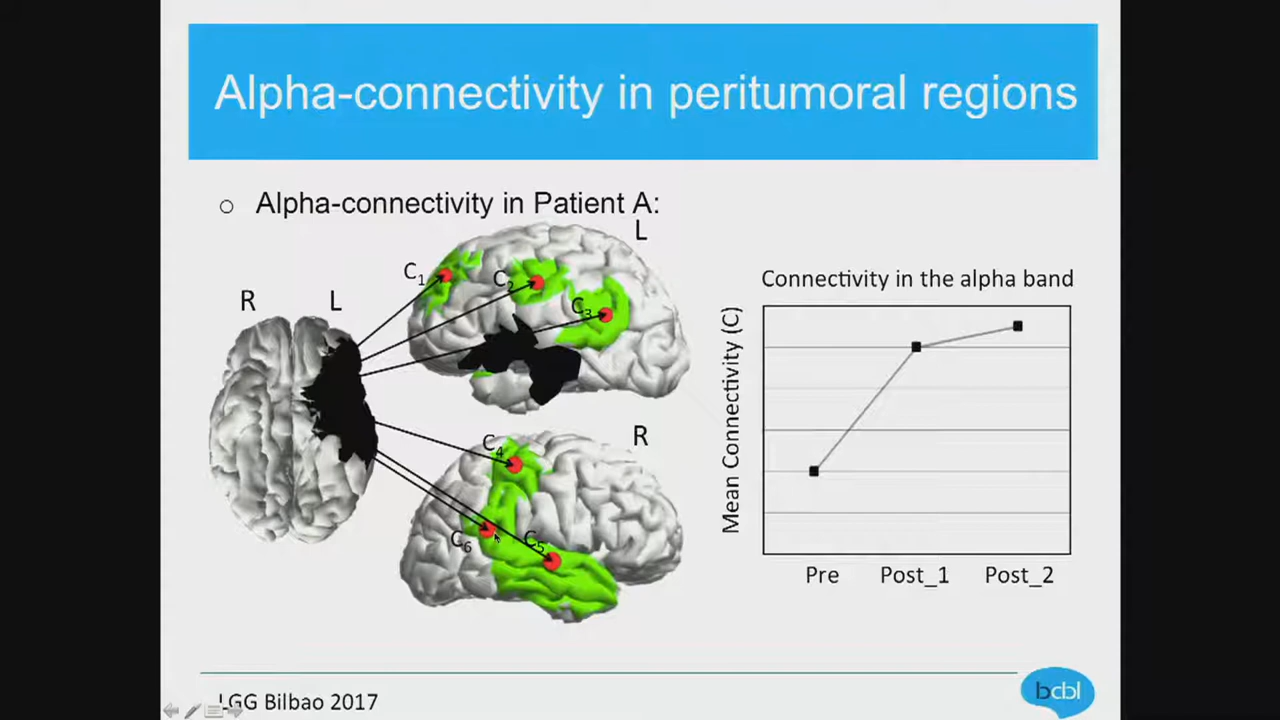 Alpha-connectivity in peritumoral regions
Alpha-connectivity in Patient A:
L
R L
C1
C2
C3
R
C4
C6
C5
Connectivity in the alpha band
Mean Connectivity (C)
Pre Post_1 Post_2
LGG Bilbao 2017
bcbl